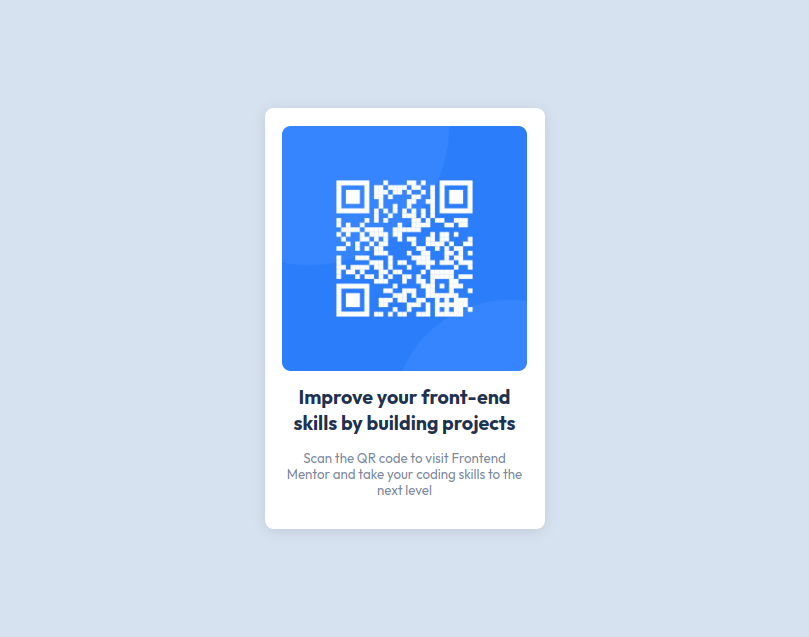 Improve your front-end
skills by building projects
Scan the QR code to visit Frontend
Mentor and take your coding skills to the
next level